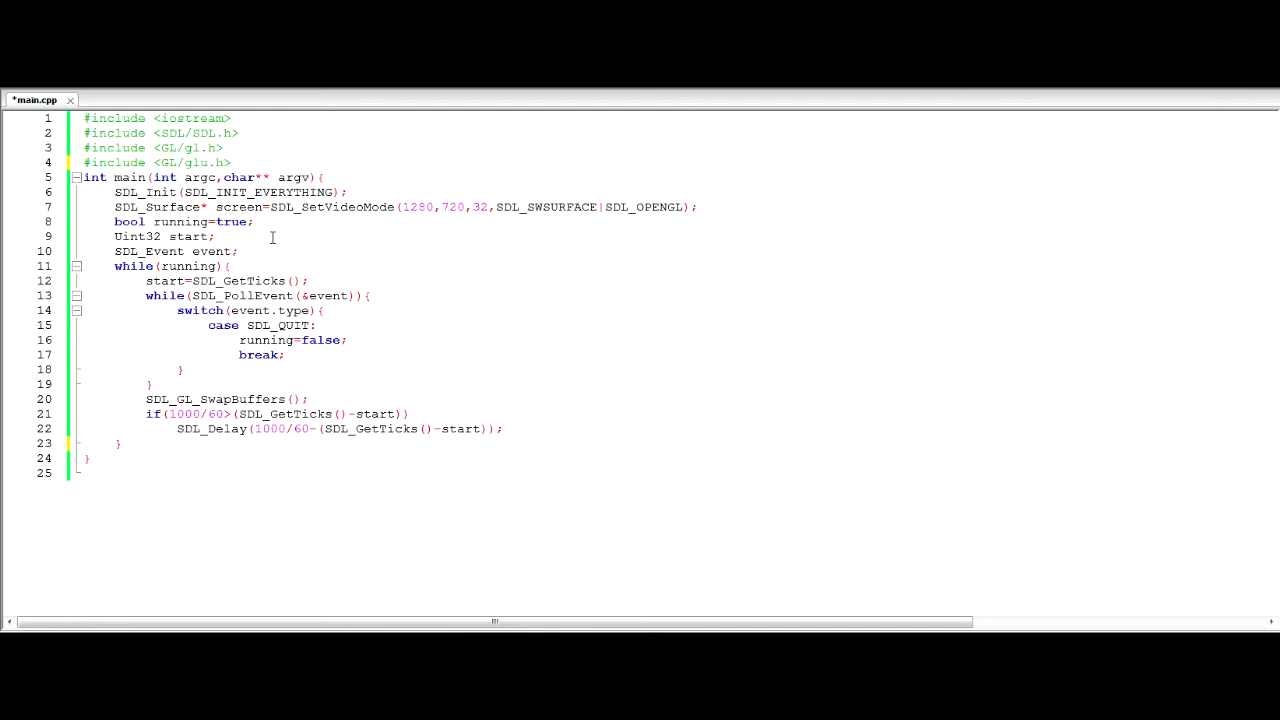 *main.cpp
1 #include <iostream>
2 #include <SDL/SDL.h>
3 #include <GL/gl.h>
4 #include <GL/glu.h>
5 int main(int argc,char** argv){
6     SDL_Init(SDL_INIT_EVERYTHING);
7     SDL_Surface* screen=SDL_SetVideoMode(1280,720,32,SDL_SWSURFACE|SDL_OPENGL);
8     bool running=true;
9     Uint32 start;
10     SDL_Event event;
11     while(running){
12         start=SDL_GetTicks();
13         while(SDL_PollEvent(&event)){
14             switch(event.type){
15                 case SDL_QUIT:
16                     running=false;
17                     break;
18             }
19         }
20         SDL_GL_SwapBuffers();
21         if(1000/60>(SDL_GetTicks()-start))
22             SDL_Delay(1000/60-(SDL_GetTicks()-start));
23     }
24 }
25